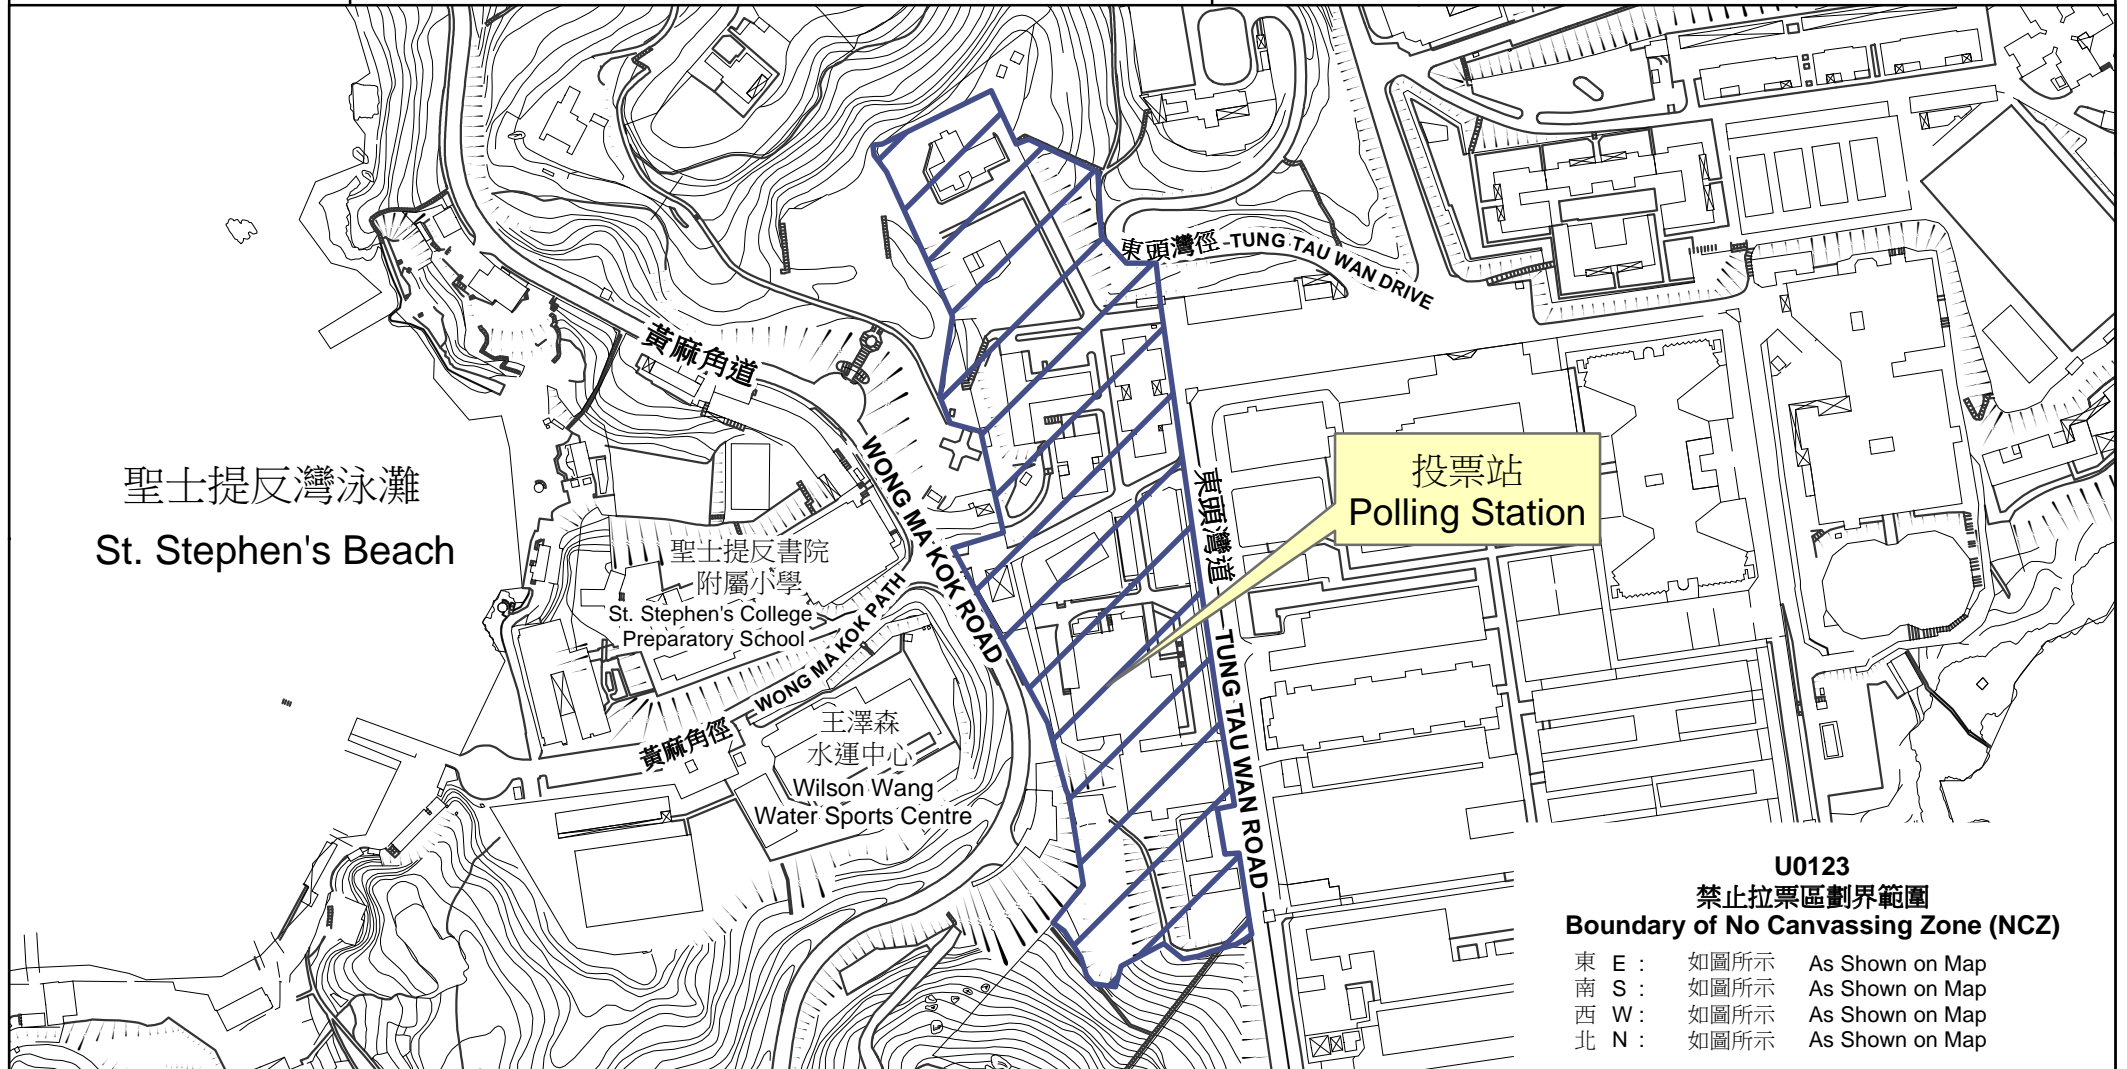 東頭灣徑
TUNG TAU WAN DRIVE
黃麻角道
WONG MA KOK ROAD
投票站
Polling Station
聖士提反灣泳灘
St. Stephen's Beach
東頭灣道
TUNG TAU WAN ROAD
聖士提反書院
附屬小學
St. Stephen's College
Preparatory School
黃麻角徑
WONG MA KOK PATH
王澤森
水運中心
Wilson Wang
Water Sports Centre
U0123
禁止拉票區劃界範圍
Boundary of No Canvassing Zone (NCZ)
東 E : 如圖所示 As Shown on Map
南 S : 如圖所示 As Shown on Map
西 W : 如圖所示 As Shown on Map
北 N : 如圖所示 As Shown on Map